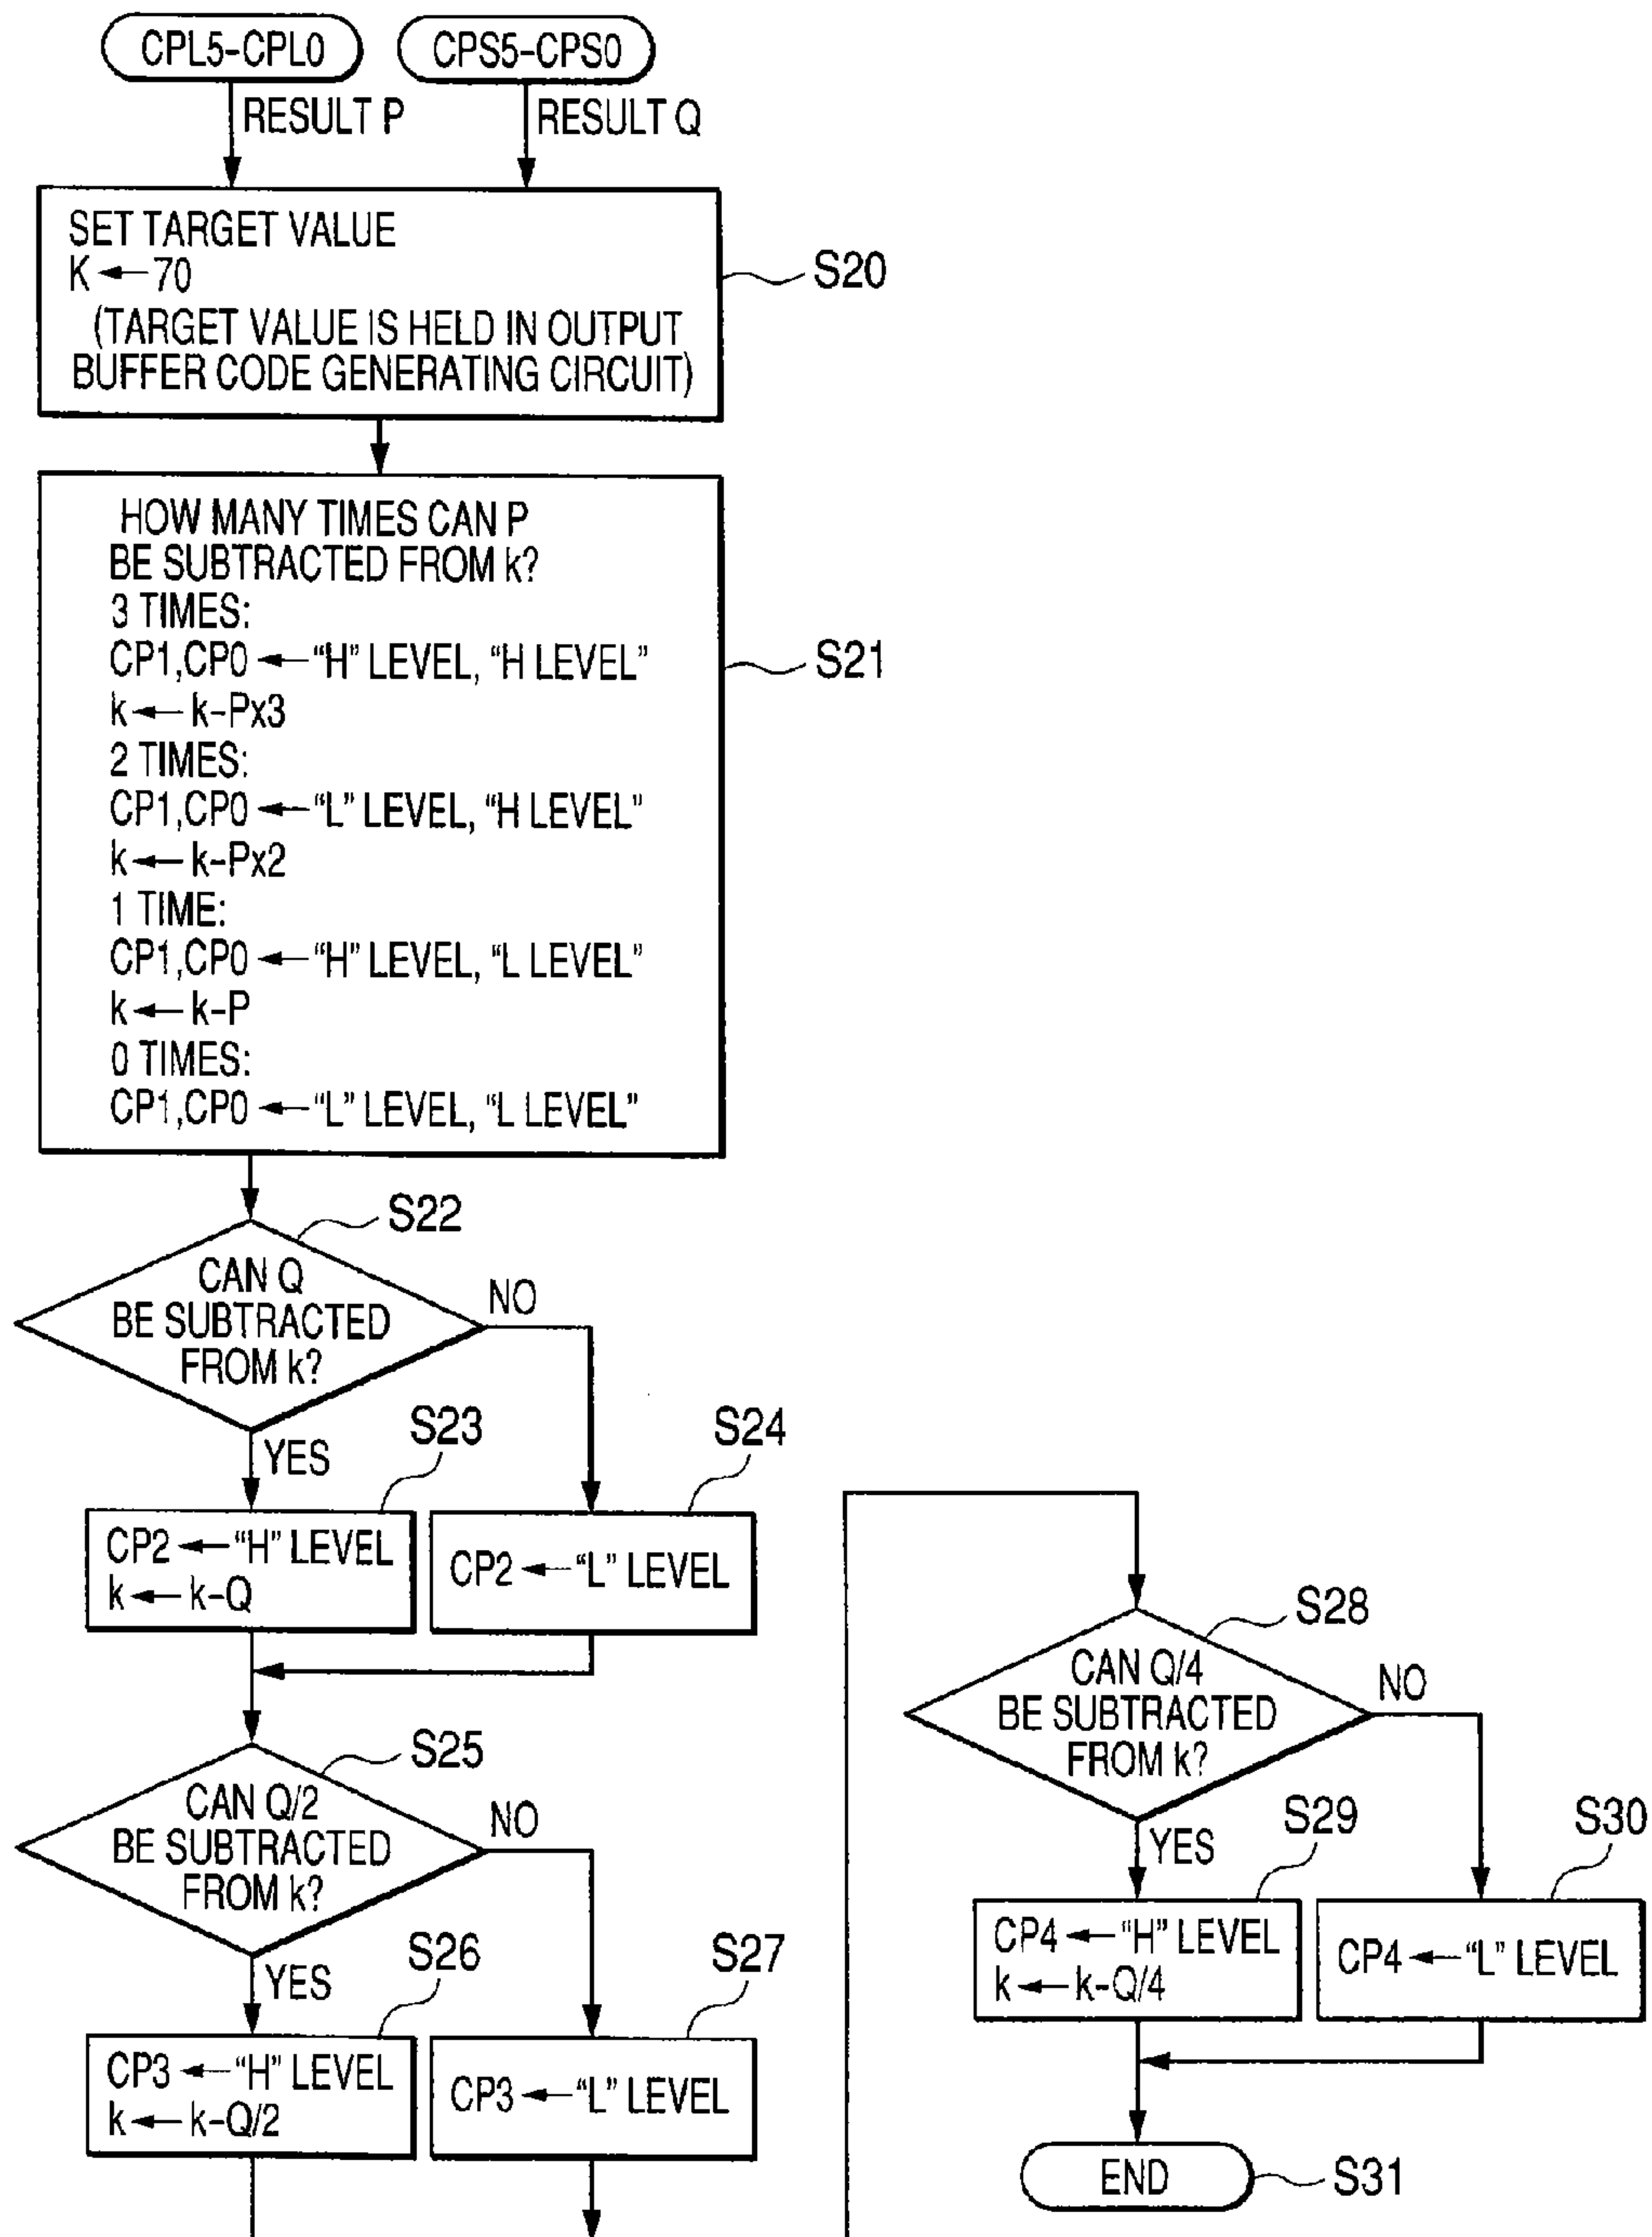 CPL5-CPL0
CPS5-CPS0
RESULT P
RESULT Q
SET TARGET VALUE
K ← 70
(TARGET VALUE IS HELD IN OUTPUT
BUFFER CODE GENERATING CIRCUIT)
S20
HOW MANY TIMES CAN P
BE SUBTRACTED FROM k?
3 TIMES:
CP1,CP0 ← “H” LEVEL, “H LEVEL”
k ← k-Px3
2 TIMES:
CP1,CP0 ← “L” LEVEL, “H LEVEL”
k ← k-Px2
1 TIME:
CP1,CP0 ← “H” LEVEL, “L LEVEL”
k ← k-P
0 TIMES:
CP1,CP0 ← “L” LEVEL, “L LEVEL”
S21
S22
CAN Q
BE SUBTRACTED
FROM k?
NO
YES
S23
CP2 ← “H” LEVEL
k ← k-Q
S24
CP2 ← “L” LEVEL
S25
CAN Q/2
BE SUBTRACTED
FROM k?
NO
YES
S26
CP3 ← “H” LEVEL
k ← k-Q/2
S27
CP3 ← “L” LEVEL
S28
CAN Q/4
BE SUBTRACTED
FROM k?
NO
YES
S29
CP4 ← “H” LEVEL
k ← k-Q/4
S30
CP4 ← “L” LEVEL
END
S31